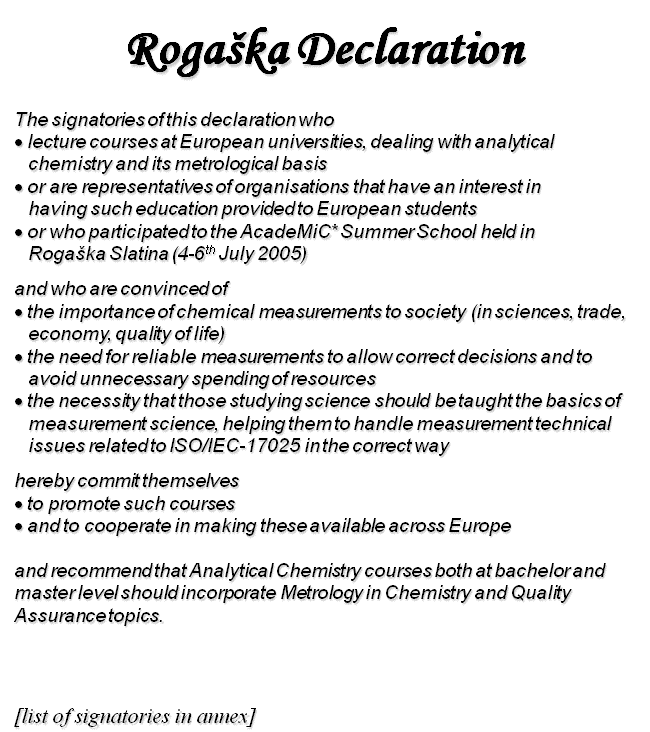 Rogaška Declaration
The signatories of this declaration who
• lecture courses at European universities, dealing with analytical
chemistry and its metrological basis
• or are representatives of organisations that have an interest in
having such education provided to European students
• or who participated to the AcadeMiC* Summer School held in
Rogaška Slatina (4-6th July 2005)
and who are convinced of
• the importance of chemical measurements to society (in sciences, trade,
economy, quality of life)
• the need for reliable measurements to allow correct decisions and to
avoid unnecessary spending of resources
• the necessity that those studying science should be taught the basics of
measurement science, helping them to handle measurement technical
issues related to ISO/IEC-17025 in the correct way
hereby commit themselves
• to promote such courses
• and to cooperate in making these available across Europe
and recommend that Analytical Chemistry courses both at bachelor and
master level should incorporate Metrology in Chemistry and Quality
Assurance topics.
[list of signatories in annex]